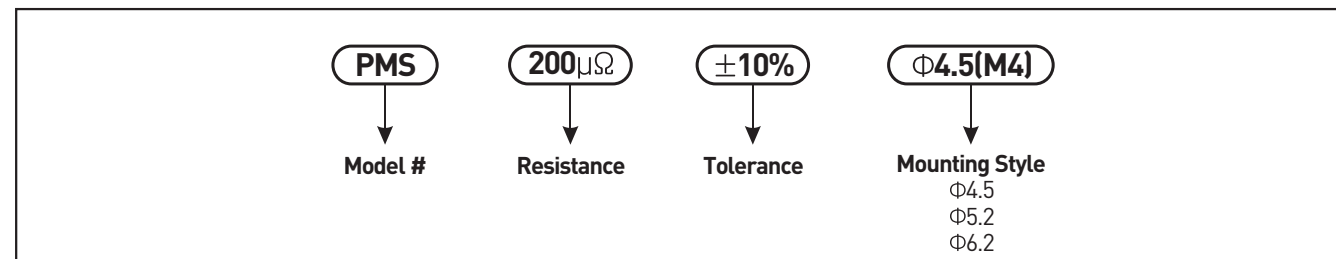 PMS 200μΩ ±10% Φ4.5(M4)
Model # Resistance Tolerance Mounting Style
Φ4.5
Φ5.2
Φ6.2